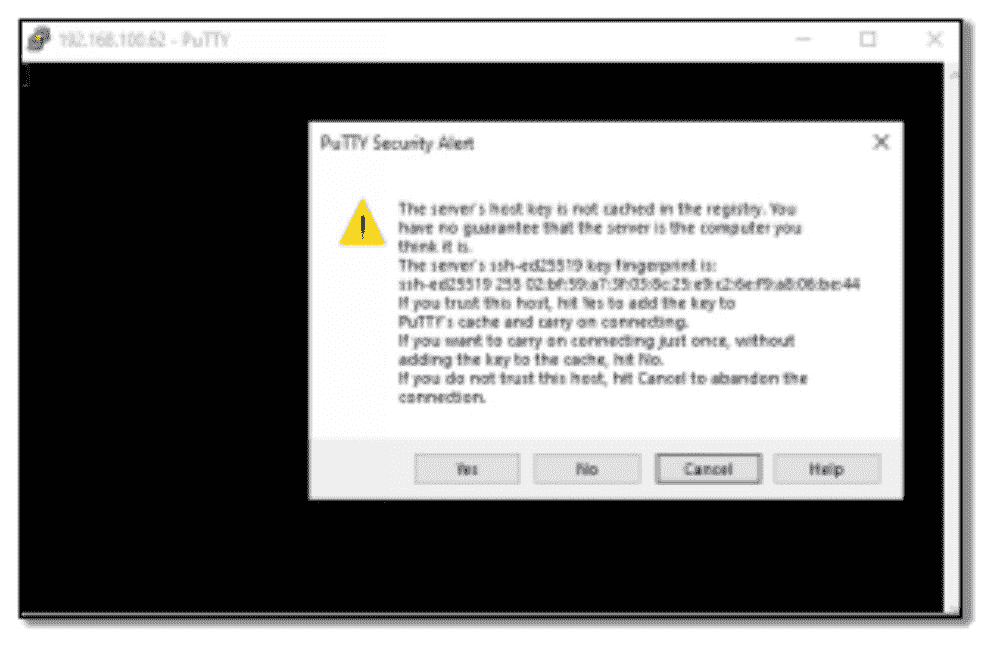 192.168.100.62 - PuTTY
PuTTY Security Alert
The server's host key is not cached in the registry. You
have no guarantee that the server is the computer you
think it is.
The server's ssh-ed25519 key fingerprint is:
ssh-ed25519 255
If you trust this host, hit Yes to add the key to
PuTTY's cache and carry on connecting.
If you want to carry on connecting just once, without
adding the key to the cache, hit No.
If you do not trust this host, hit Cancel to abandon the
connection.
Yes No Cancel Help